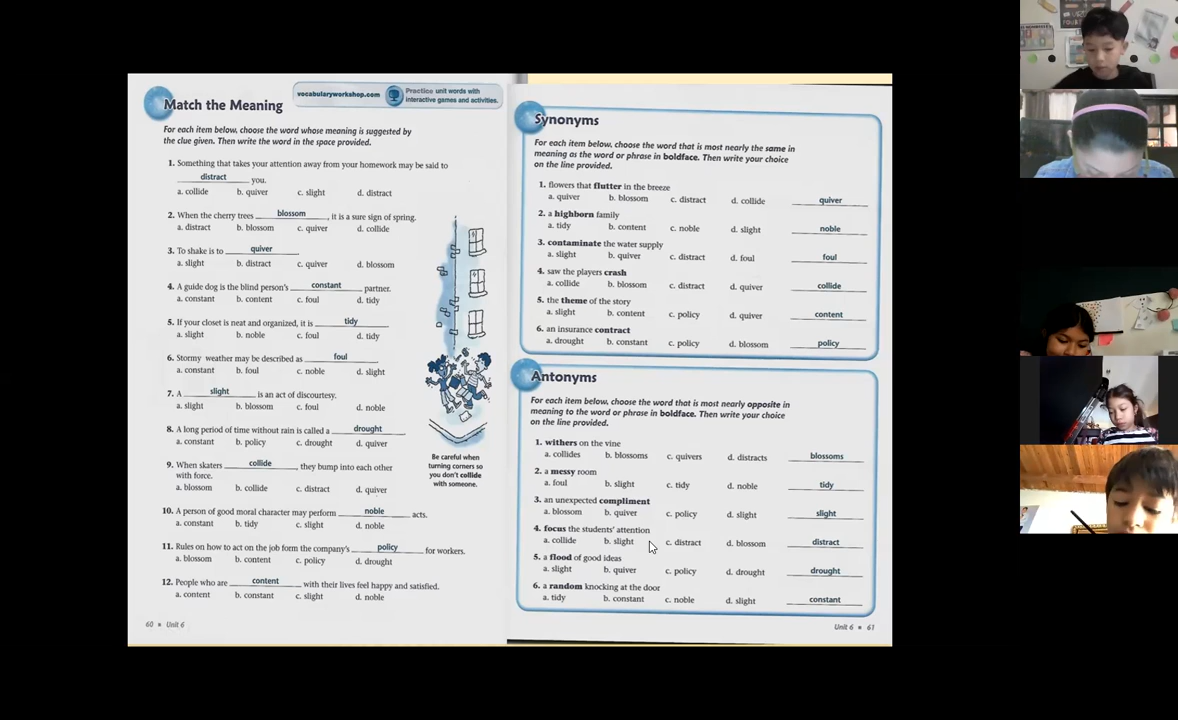 Match the Meaning
vocabularyworkshop.com
Practice unit words with
interactive games and activities.
For each item below, choose the word whose meaning is suggested by
the clue given. Then write the word in the space provided.
1. Something that takes your attention away from your homework may be said to
distract you.
a. collide b. quiver c. slight d. distract
2. When the cherry trees blossom, it is a sure sign of spring.
a. distract b. blossom c. quiver d. collide
3. To shake is to quiver.
a. slight b. distract c. quiver d. blossom
4. A guide dog is the blind person's constant partner.
a. constant b. content c. foul d. tidy
5. If your closet is neat and organized, it is tidy
a. slight b. noble c. foul d. tidy
6. Stormy weather may be described as foul
a. constant b. foul c. noble d. slight
7. A slight is an act of discourtesy.
a. slight b. blossom c. foul d. noble
8. A long period of time without rain is called a drought
a. constant b. policy c. drought d. quiver
9. When skaters collide, they bump into each other
with force.
a. blossom b. collide c. distract d. quiver
10. A person of good moral character may perform noble acts.
a. constant b. tidy c. slight d. noble
11. Rules on how to act on the job form the company's policy for workers.
a. blossom b. content c. policy d. drought
12. People who are content with their lives feel happy and satisfied.
a. content b. constant c. slight d. noble
Be careful when
turning corners so
you don't collide
with someone.
60 ▪ Unit 6
Synonyms
For each item below, choose the word that is most nearly the same in
meaning as the word or phrase in boldface. Then write your choice
on the line provided.
1. flowers that flutter in the breeze
a. quiver b. blossom c. distract d. collide quiver
2. a highborn family
a. tidy b. content c. noble d. slight noble
3. contaminate the water supply
a. slight b. quiver c. distract d. foul foul
4. saw the players crash
a. collide b. blossom c. distract d. quiver collide
5. the theme of the story
a. slight b. content c. policy d. quiver content
6. an insurance contract
a. drought b. constant c. policy d. blossom policy
Antonyms
For each item below, choose the word that is most nearly opposite in
meaning to the word or phrase in boldface. Then write your choice
on the line provided.
1. withers on the vine
a. collides b. blossoms c. quivers d. distracts blossoms
2. a messy room
a. foul b. slight c. tidy d. noble tidy
3. an unexpected compliment
a. blossom b. quiver c. policy d. slight slight
4. focus the students' attention
a. collide b. slight c. distract d. blossom distract
5. a flood of good ideas
a. slight b. quiver c. policy d. drought drought
6. a random knocking at the door
a. tidy b. constant c. noble d. slight constant
Unit 6 ▪ 61